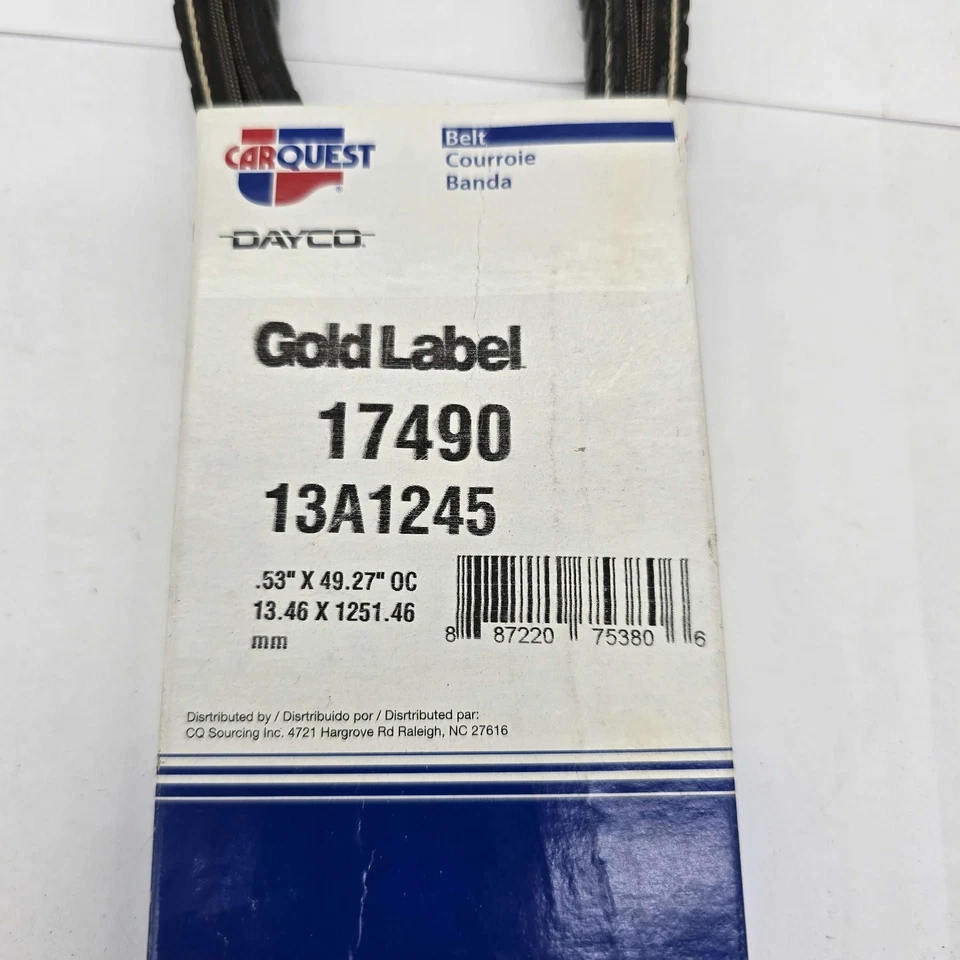 CARQUEST®
Belt
Courroie
Banda
DAYCO®
Gold Label
17490
13A1245
.53" X 49.27" OC
13.46 X 1251.46
mm
8 87220 75380 6
Disrtributed by / Disrtribuido por / Disrtributed par:
CQ Sourcing Inc. 4721 Hargrove Rd Raleigh, NC 27616